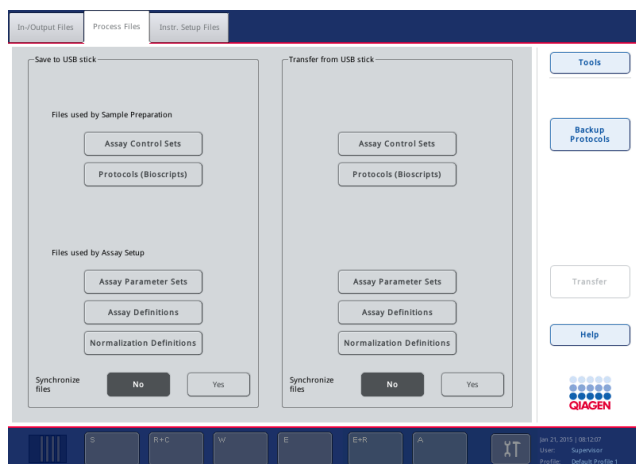 In-/Output Files
Process Files
Instr. Setup Files
Save to USB stick
Files used by Sample Preparation
Assay Control Sets
Protocols (Bioscripts)
Files used by Assay Setup
Assay Parameter Sets
Assay Definitions
Normalization Definitions
Synchronize
files
No
Yes
Transfer from USB stick
Assay Control Sets
Protocols (Bioscripts)
Assay Parameter Sets
Assay Definitions
Normalization Definitions
Synchronize
files
No
Yes
Tools
Backup
Protocols
Transfer
Help
QIAGEN
S
R+C
W
E
E+R
A
Jan 21, 2015 | 08:12:07
User: Supervisor
Profile: Default Profile 1